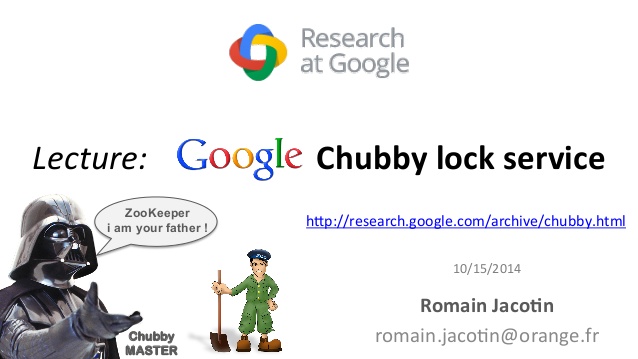 Research
at Google
Lecture: Google Chubby lock service
ZooKeeper
i am your father !
http://research.google.com/archive/chubby.html
10/15/2014
Romain Jacotin
romain.jacotin@orange.fr
Chubby
MASTER